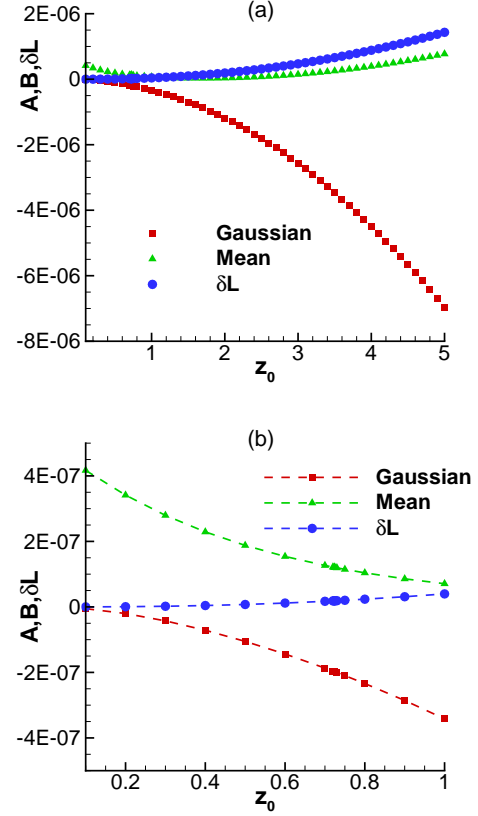 (a)
2E-06
0
-2E-06
-4E-06
-6E-06
-8E-06
A,B,δL
Gaussian
Mean
δL
1 2 3 4 5
z₀
(b)
4E-07
2E-07
0
-2E-07
-4E-07
A,B,δL
Gaussian
Mean
δL
0.2 0.4 0.6 0.8 1
z₀